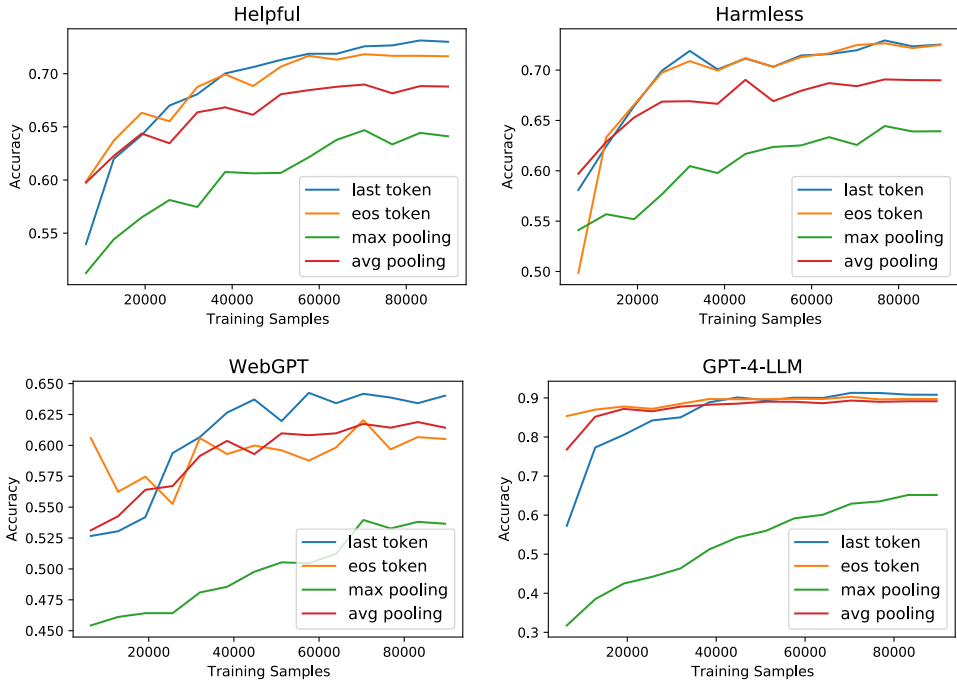 Helpful
Accuracy
0.70
0.65
0.60
0.55
20000 40000 60000 80000
Training Samples
last token
eos token
max pooling
avg pooling
Harmless
Accuracy
0.70
0.65
0.60
0.55
0.50
20000 40000 60000 80000
Training Samples
last token
eos token
max pooling
avg pooling
WebGPT
Accuracy
0.650
0.625
0.600
0.575
0.550
0.525
0.500
0.475
0.450
20000 40000 60000 80000
Training Samples
last token
eos token
max pooling
avg pooling
GPT-4-LLM
Accuracy
0.9
0.8
0.7
0.6
0.5
0.4
0.3
20000 40000 60000 80000
Training Samples
last token
eos token
max pooling
avg pooling